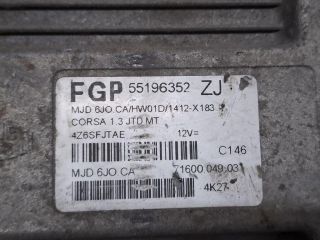 FGP 55196352 ZJ
MJD 6JO CA/HW01D/1412-X183
CORSA 1.3 JTD MT
4Z6SFJTAE 12V=
C146
MJD 6JO CA 71600.049.031
4K27